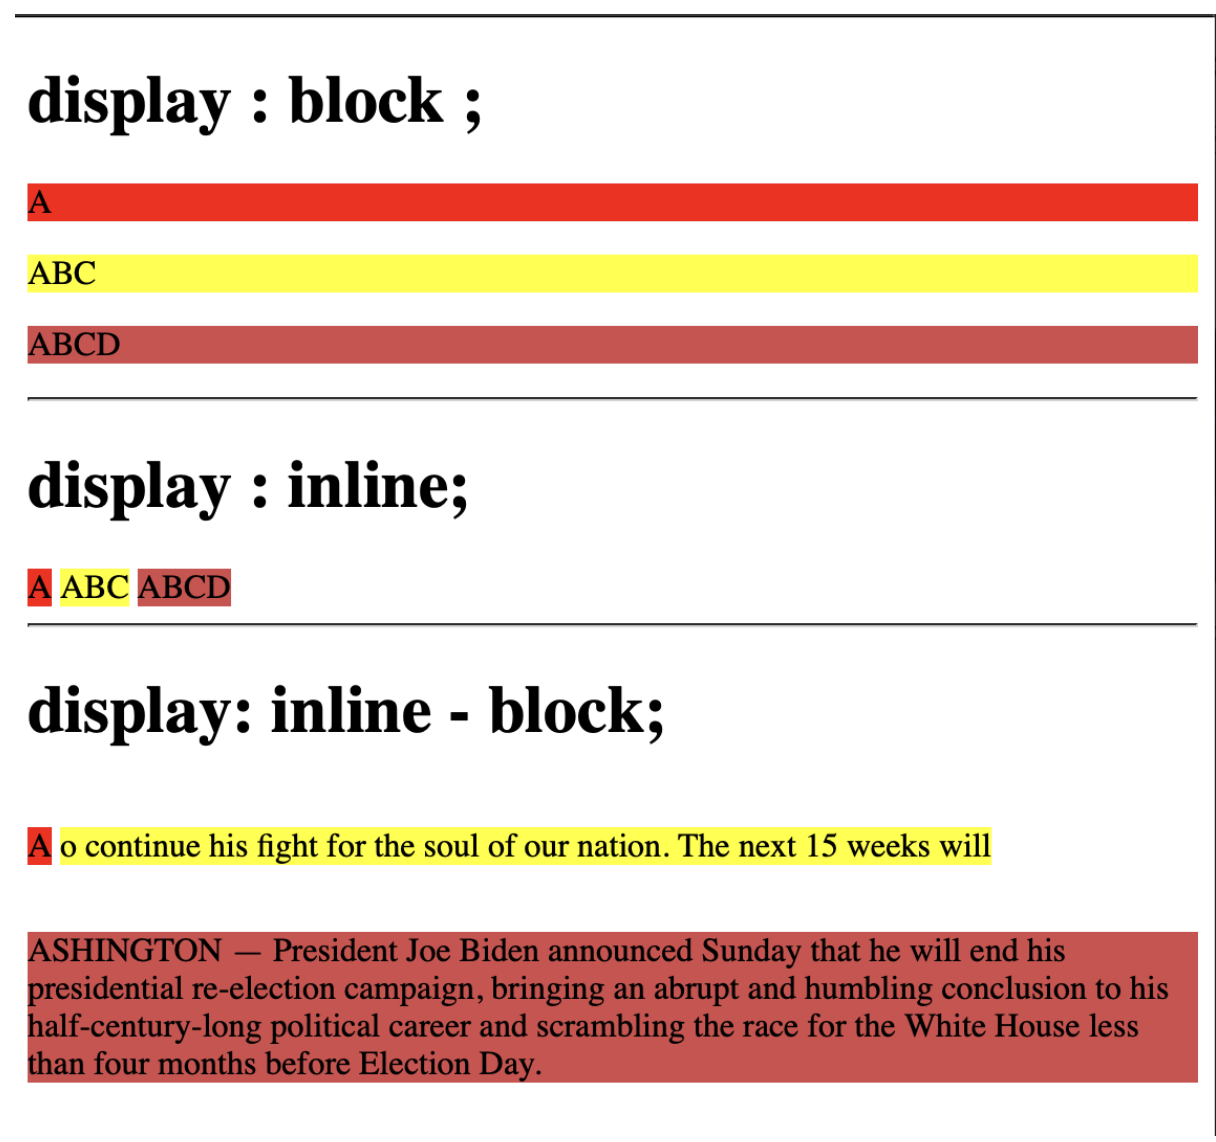 display : block ;
A
ABC
ABCD
display : inline;
A ABC ABCD
display: inline - block;
A o continue his fight for the soul of our nation. The next 15 weeks will
ASHINGTON — President Joe Biden announced Sunday that he will end his
presidential re-election campaign, bringing an abrupt and humbling conclusion to his
half-century-long political career and scrambling the race for the White House less
than four months before Election Day.